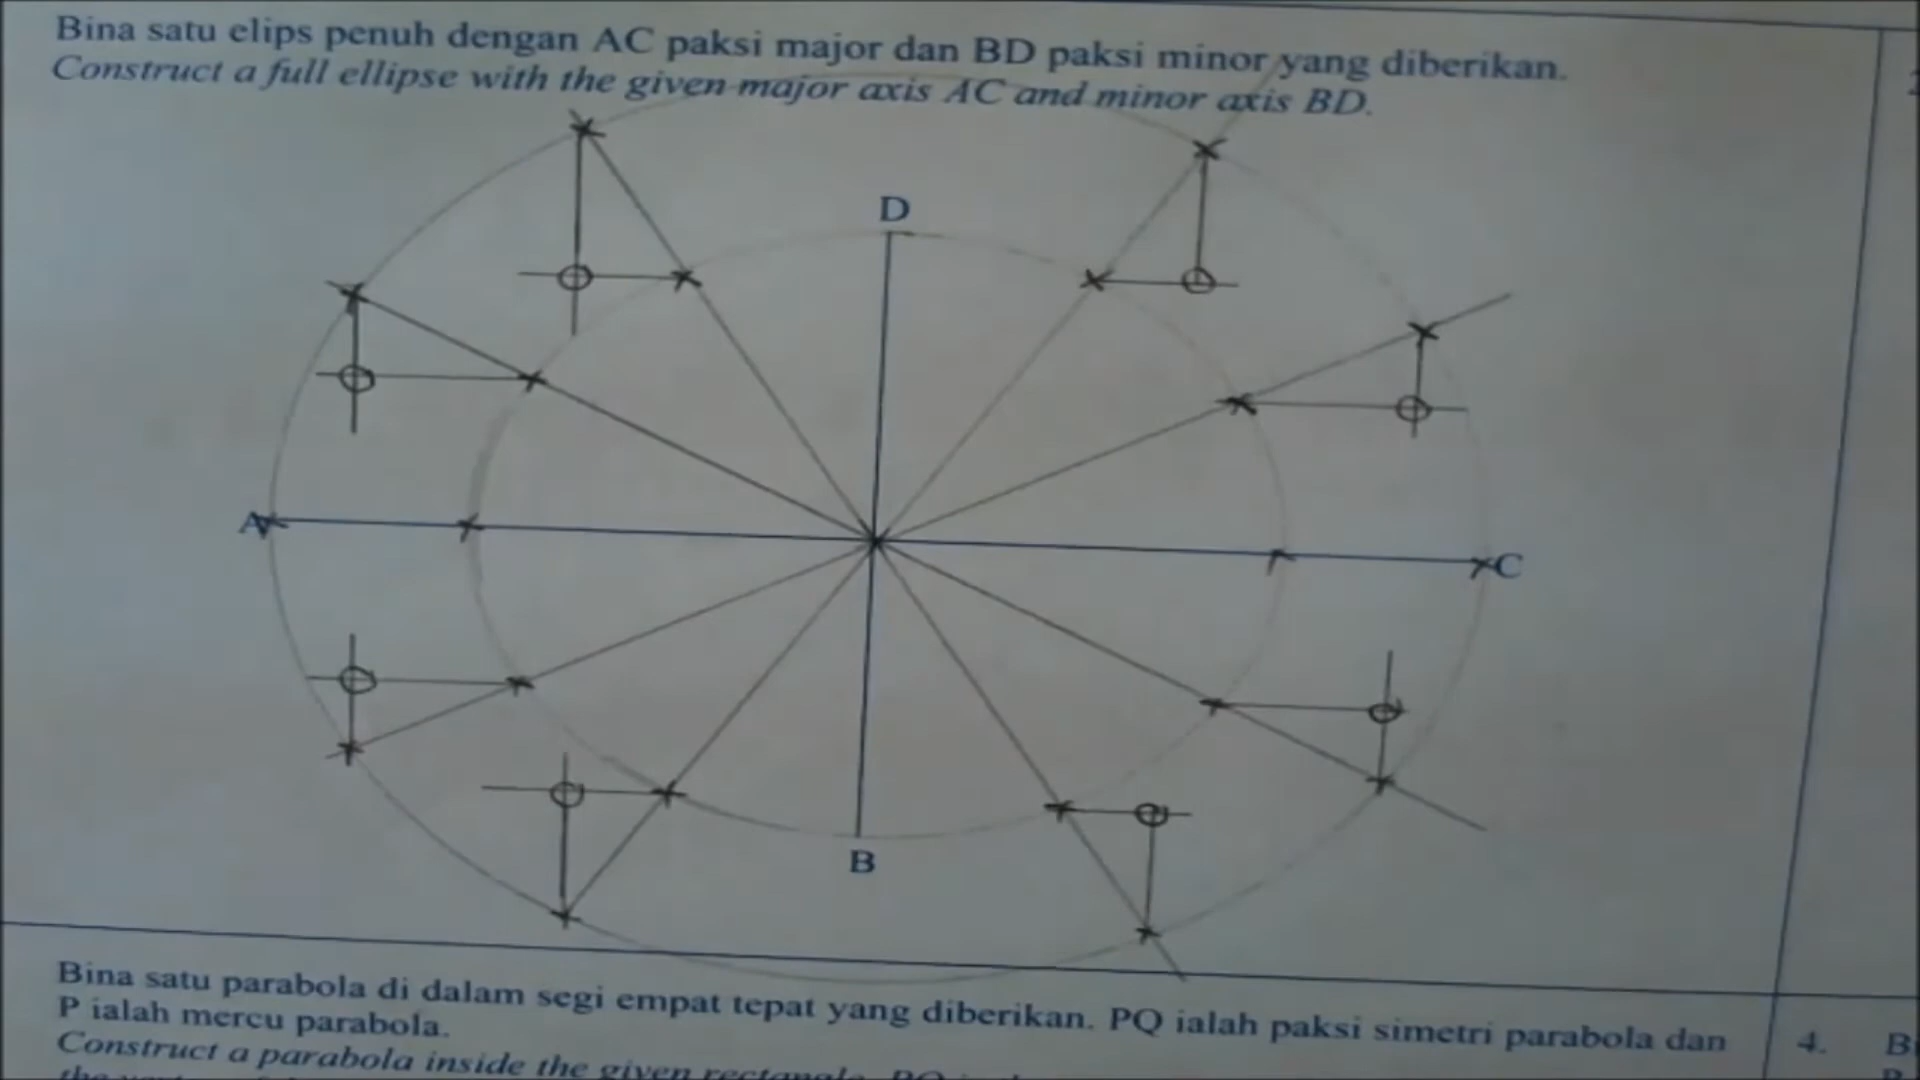 Bina satu elips penuh dengan AC paksi major dan BD paksi minor yang diberikan.
Construct a full ellipse with the given major axis AC and minor axis BD.
D
A
C
B
Bina satu parabola di dalam segi empat tepat yang diberikan. PQ ialah paksi simetri parabola dan
P ialah mercu parabola.
4.
Construct a parabola inside the given rectangle.